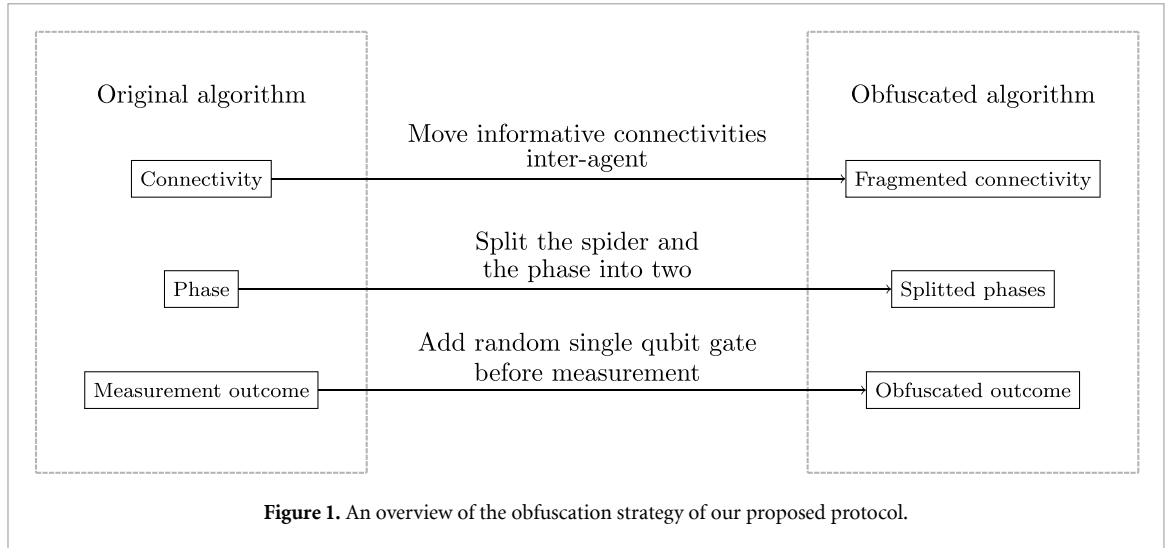 Original algorithm
Obfuscated algorithm
Move informative connectivities
inter-agent
Connectivity
Fragmented connectivity
Split the spider and
the phase into two
Phase
Splitted phases
Add random single qubit gate
before measurement
Measurement outcome
Obfuscated outcome
Figure 1. An overview of the obfuscation strategy of our proposed protocol.